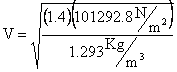 V = √((1.4)(101292.8 N/m²) / 1.293 Kg/m³)